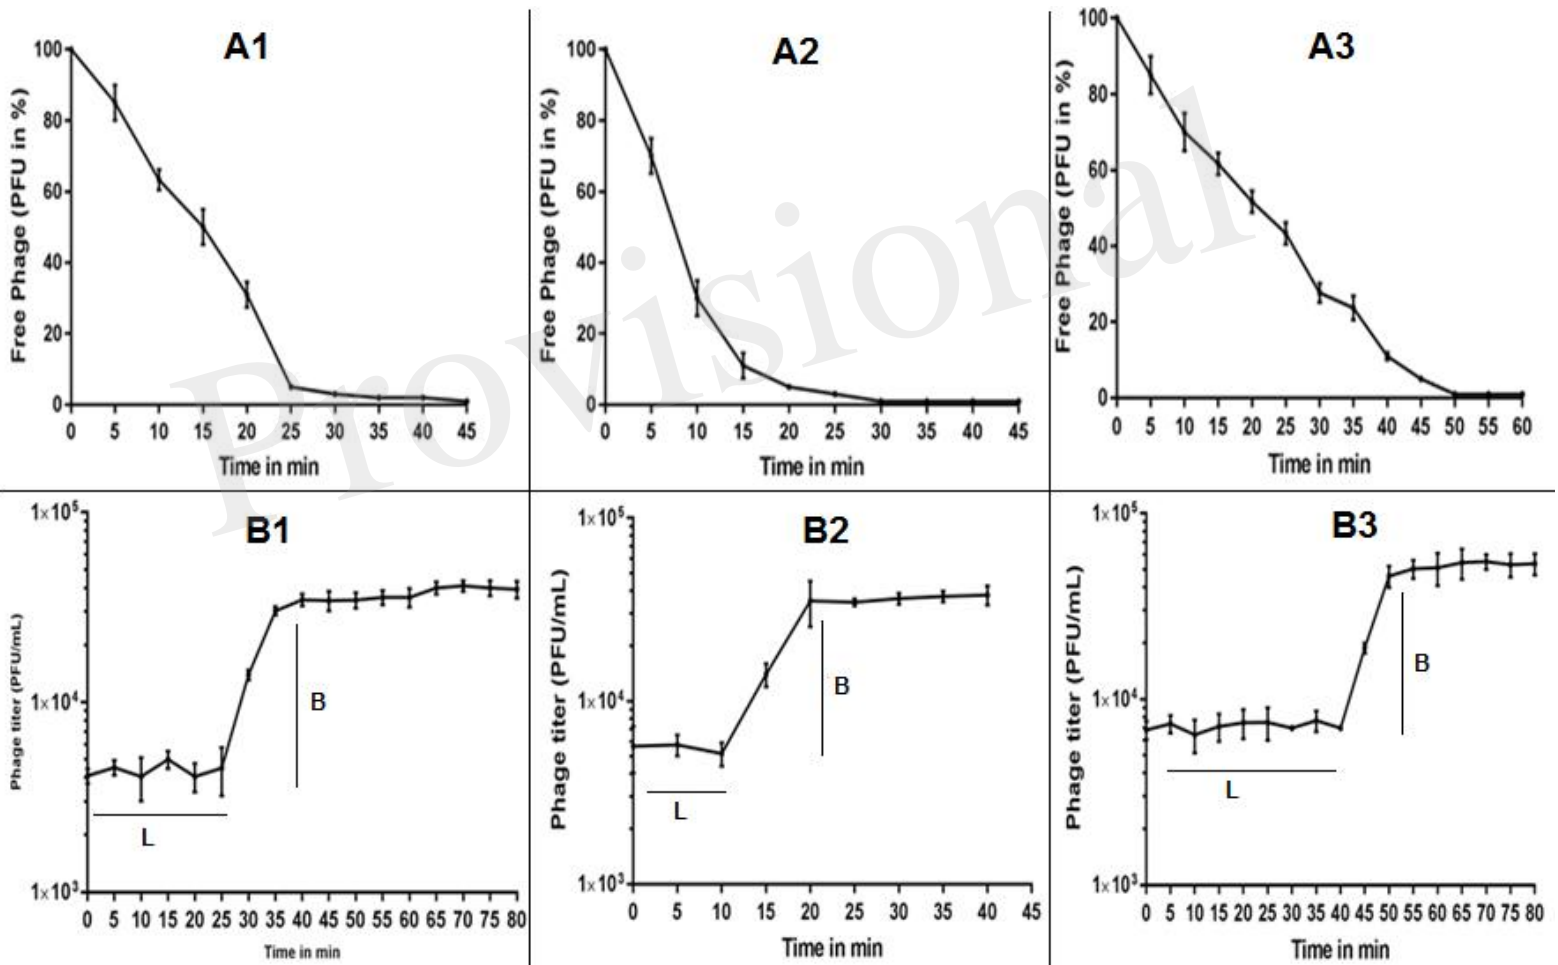 A1
Free Phage (PFU in %)
100
80
60
40
20
0
0 5 10 15 20 25 30 35 40 45
Time in min
A2
Free Phage (PFU in %)
100
80
60
40
20
0
0 5 10 15 20 25 30 35 40 45
Time in min
A3
Free Phage (PFU in %)
100
80
60
40
20
0
0 5 10 15 20 25 30 35 40 45 50 55 60
Time in min
Provisional
B1
Phage titer (PFU/mL)
1×10⁵
1×10⁴
1×10³
B
L
0 5 10 15 20 25 30 35 40 45 50 55 60 65 70 75 80
Time in min
B2
Phage titer (PFU/mL)
1×10⁵
1×10⁴
1×10³
B
L
0 5 10 15 20 25 30 35 40 45
Time in min
B3
Phage titer (PFU/mL)
1×10⁵
1×10⁴
1×10³
B
L
0 5 10 15 20 25 30 35 40 45 50 55 60 65 70 75 80
Time in min